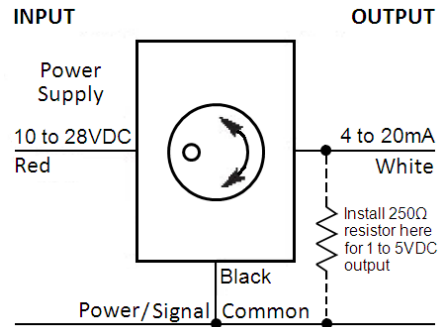 INPUT
OUTPUT
Power
Supply
10 to 28VDC
Red
4 to 20mA
White
Install 250Ω
resistor here
for 1 to 5VDC
output
Black
Power/Signal Common